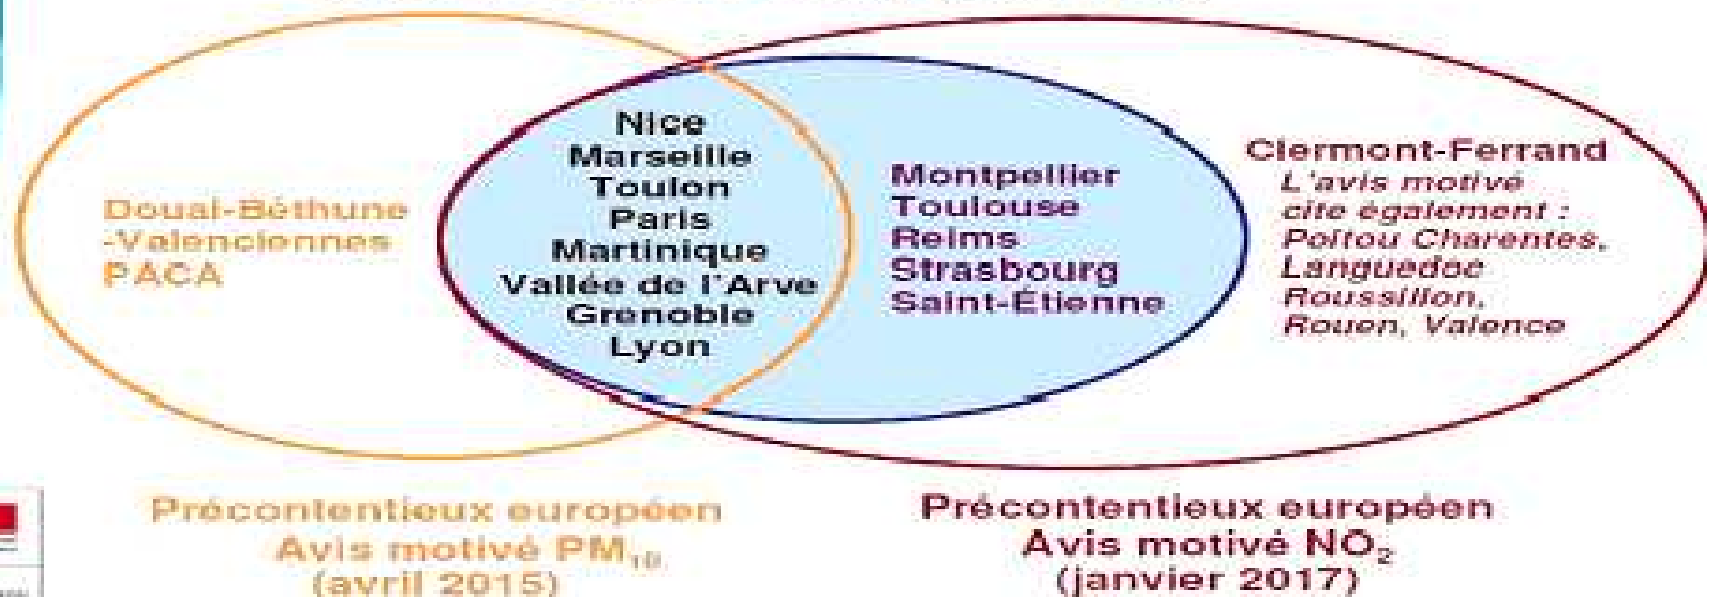 Douai-Béthune
-Valenciennes
PACA
Nice
Marseille
Toulon
Paris
Martinique
Vallée de l'Arve
Grenoble
Lyon
Montpellier
Toulouse
Reims
Strasbourg
Saint-Étienne
Clermont-Ferrand
L'avis motivé
cite également :
Poitou Charentes,
Languedoc
Roussillon,
Rouen, Valence
Précontentieux européen
Avis motivé PM₁₀
(avril 2015)
Précontentieux européen
Avis motivé NO₂
(janvier 2017)